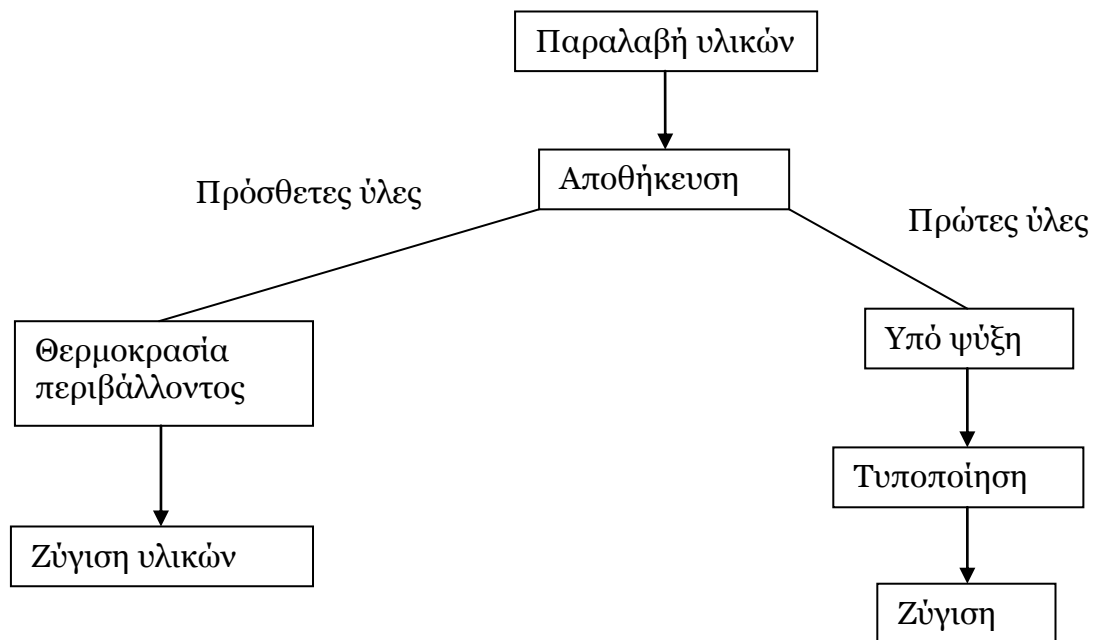 Παραλαβή υλικών
Αποθήκευση
Πρόσθετες ύλες
Πρώτες ύλες
Θερμοκρασία
περιβάλλοντος
Υπό ψύξη
Τυποποίηση
Ζύγιση υλικών
Ζύγιση